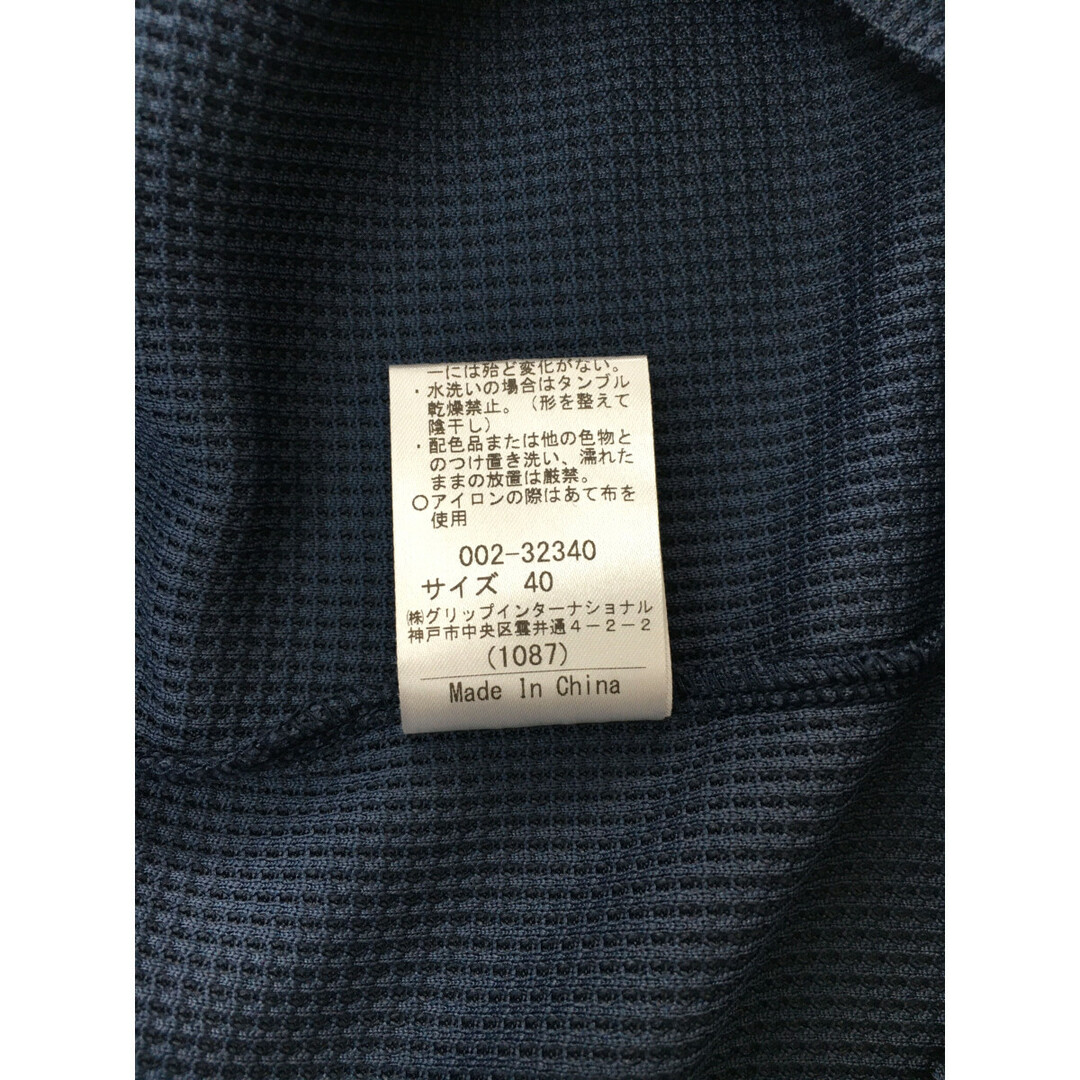 ーには殆ど変化がない。
・水洗いの場合はタンブル
乾燥禁止。（形を整えて
陰干し）
・配色品または他の色物と
のつけ置き洗い、濡れた
ままの放置は厳禁。
○アイロンの際はあて布を
使用
002-32340
サイズ 40
㈱グリップインターナショナル
神戸市中央区雲井通４－２－２
(1087)
Made In China